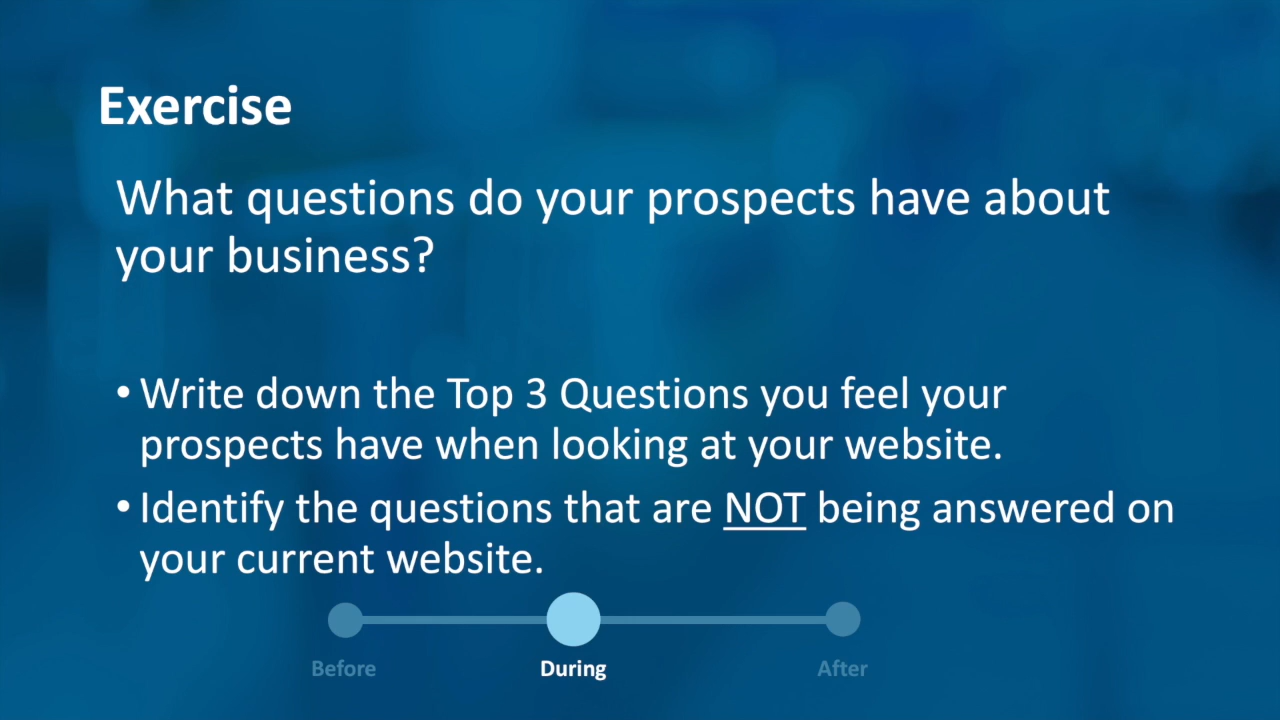 Exercise
What questions do your prospects have about
your business?
• Write down the Top 3 Questions you feel your
prospects have when looking at your website.
• Identify the questions that are NOT being answered on
your current website.
Before During After